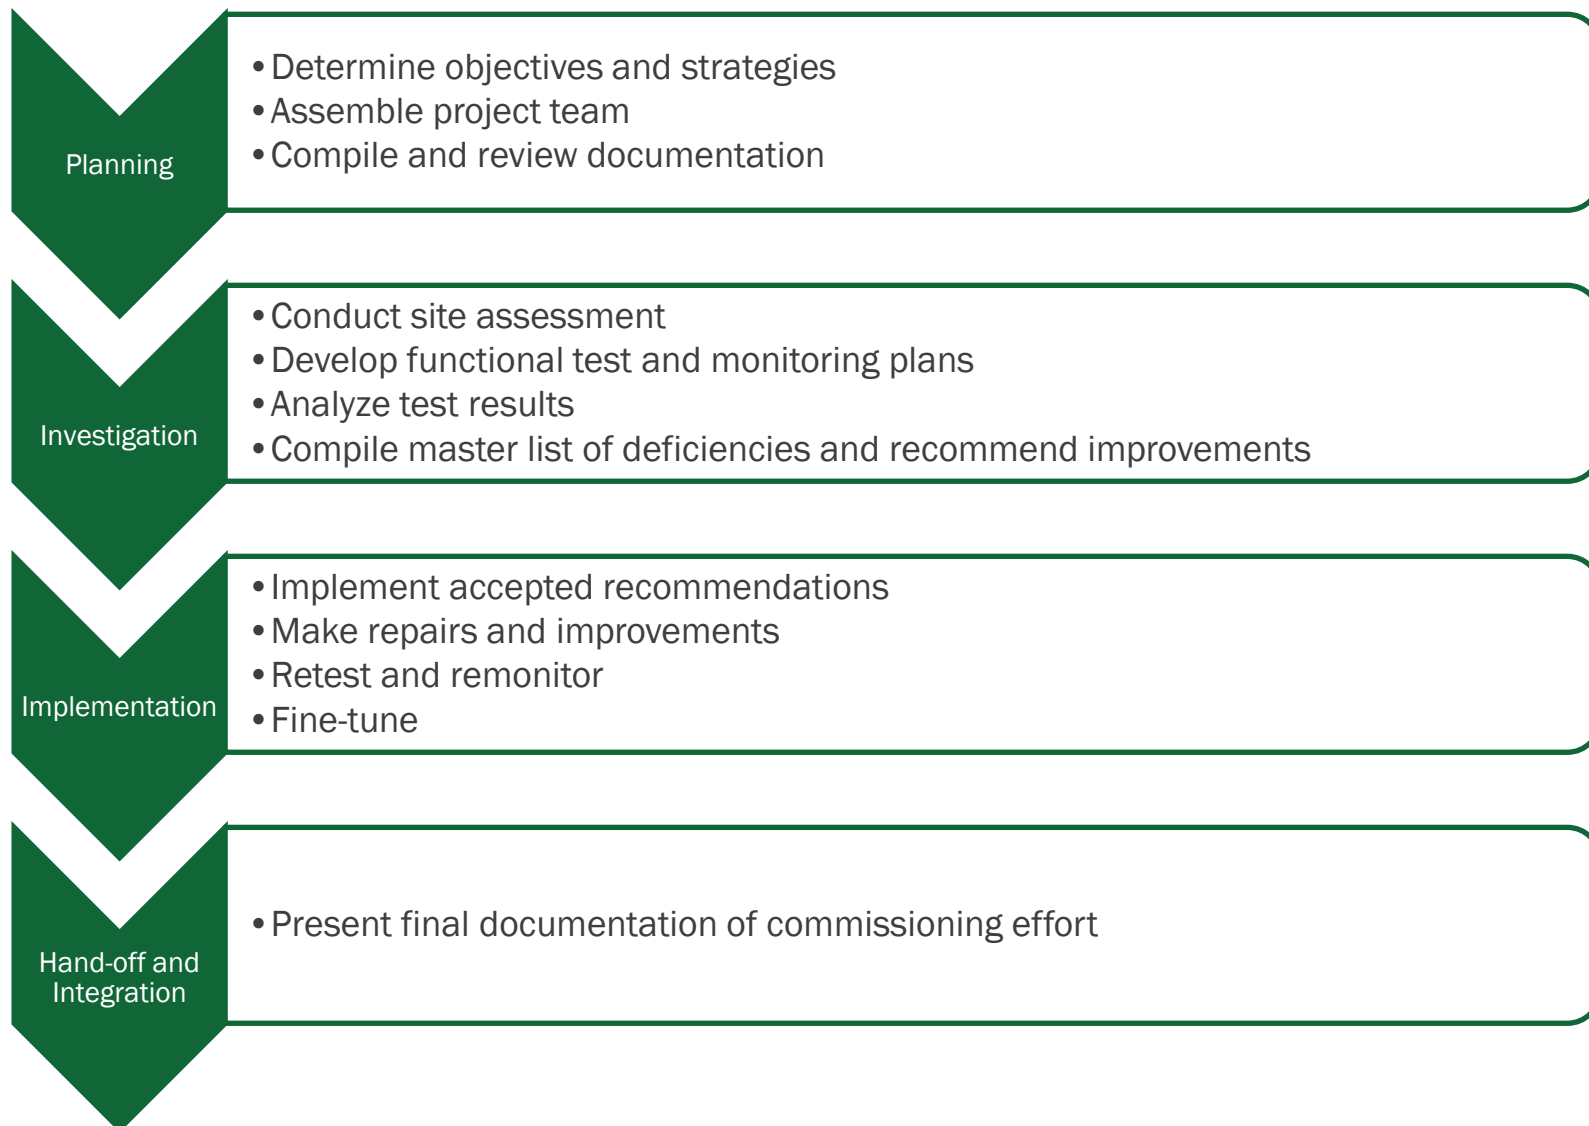 Planning
•Determine objectives and strategies
•Assemble project team
•Compile and review documentation
Investigation
•Conduct site assessment
•Develop functional test and monitoring plans
•Analyze test results
•Compile master list of deficiencies and recommend improvements
Implementation
•Implement accepted recommendations
•Make repairs and improvements
•Retest and remonitor
•Fine-tune
Hand-off and
Integration
•Present final documentation of commissioning effort